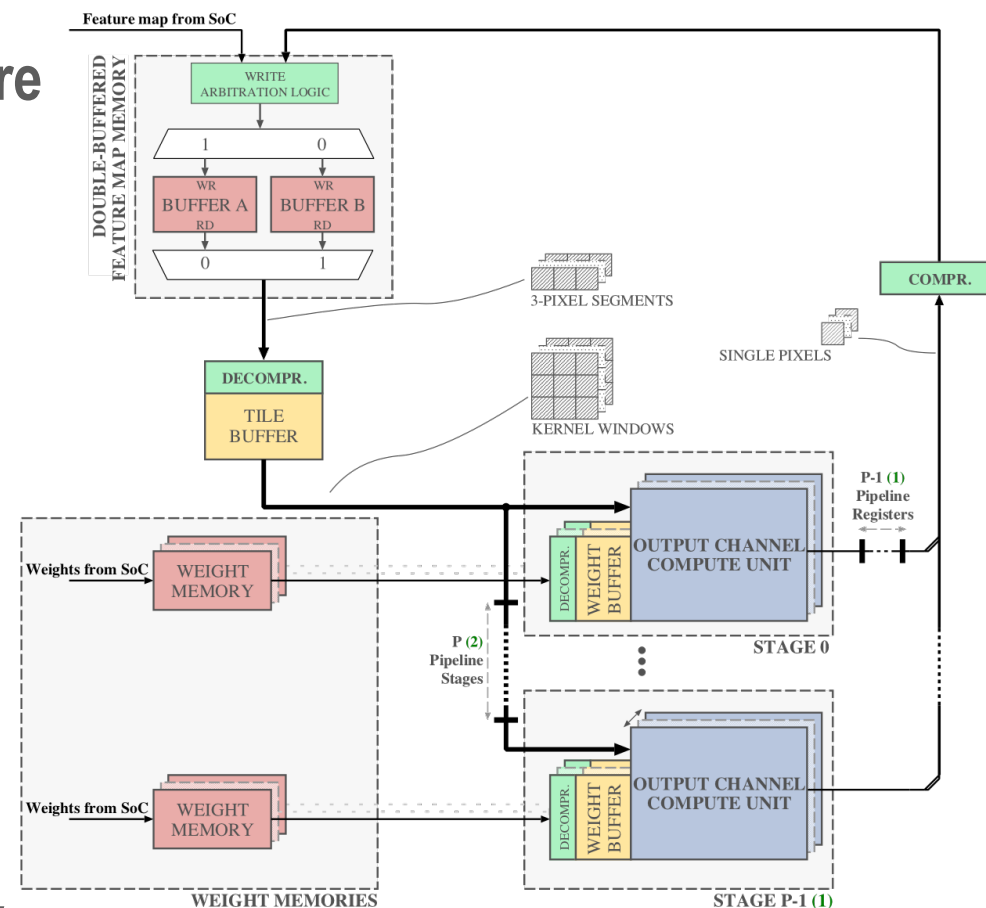 Feature map from SoC
re
DOUBLE-BUFFERED
FEATURE MAP MEMORY
WRITE
ARBITRATION LOGIC
1 0
WR WR
BUFFER A BUFFER B
RD RD
0 1
3-PIXEL SEGMENTS
COMPR.
SINGLE PIXELS
DECOMPR.
TILE
BUFFER
KERNEL WINDOWS
P-1 (1)
Pipeline
Registers
Weights from SoC
WEIGHT
MEMORY
DECOMPR.
WEIGHT
BUFFER
OUTPUT CHANNEL
COMPUTE UNIT
STAGE 0
P (2)
Pipeline
Stages
Weights from SoC
WEIGHT
MEMORY
DECOMPR.
WEIGHT
BUFFER
OUTPUT CHANNEL
COMPUTE UNIT
WEIGHT MEMORIES
STAGE P-1 (1)